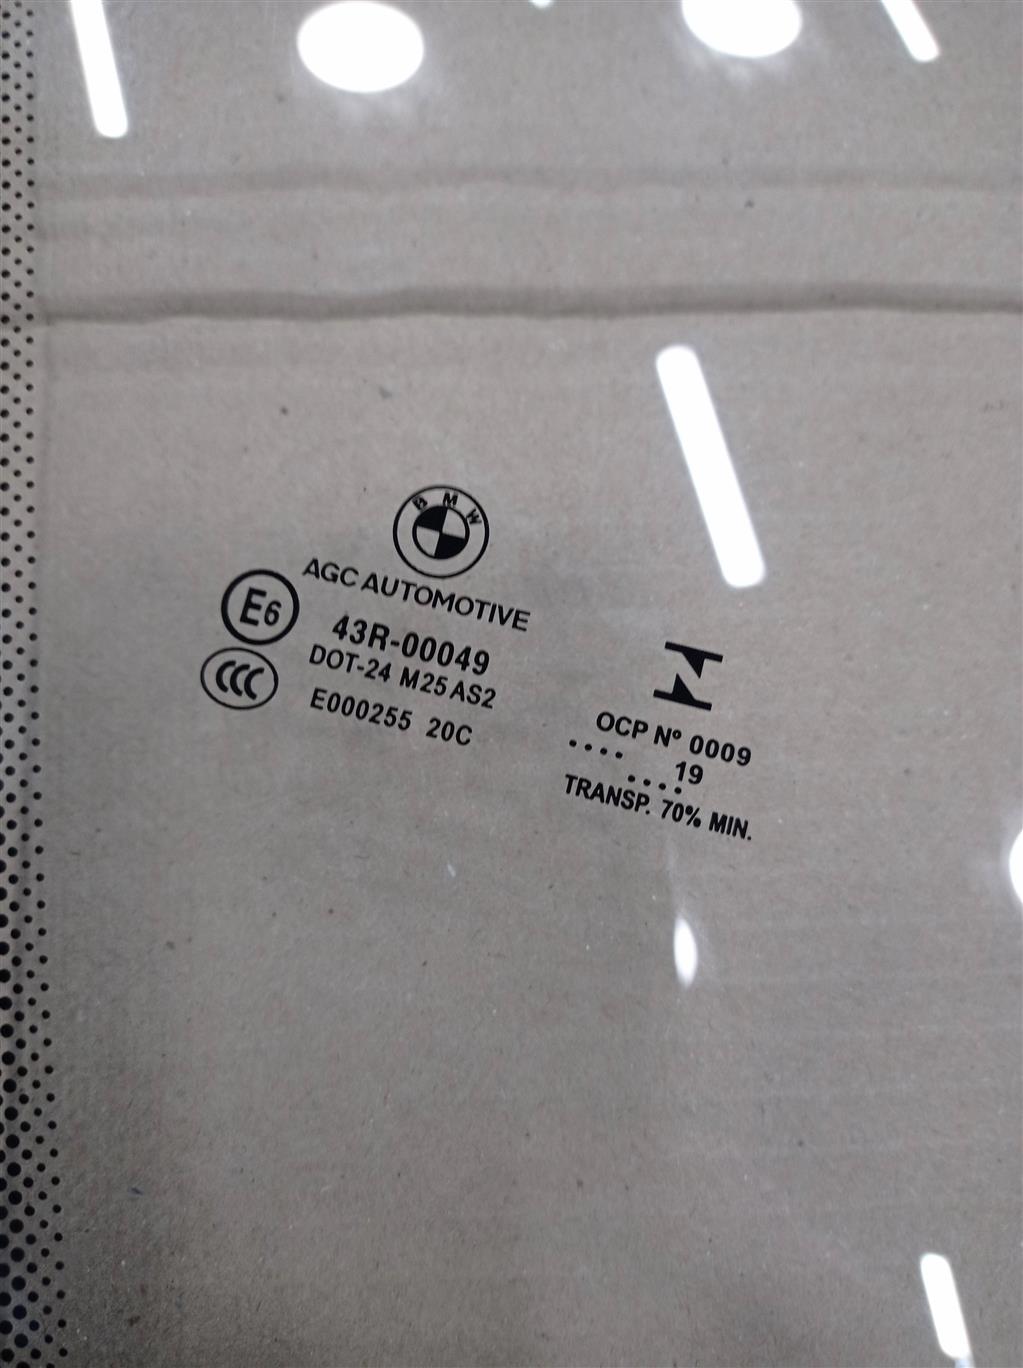 BMW
AGC AUTOMOTIVE
E6
43R-00049
CCC
DOT-24 M25 AS2
E000255 20C
OCP Nº 0009
.... 19
....
TRANSP. 70% MIN.